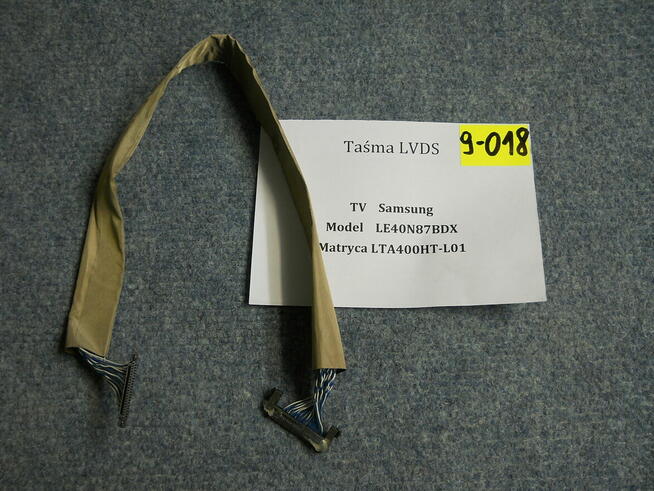 Taśma LVDS
9-018
TV Samsung
Model LE40N87BDX
Matryca LTA400HT-L01